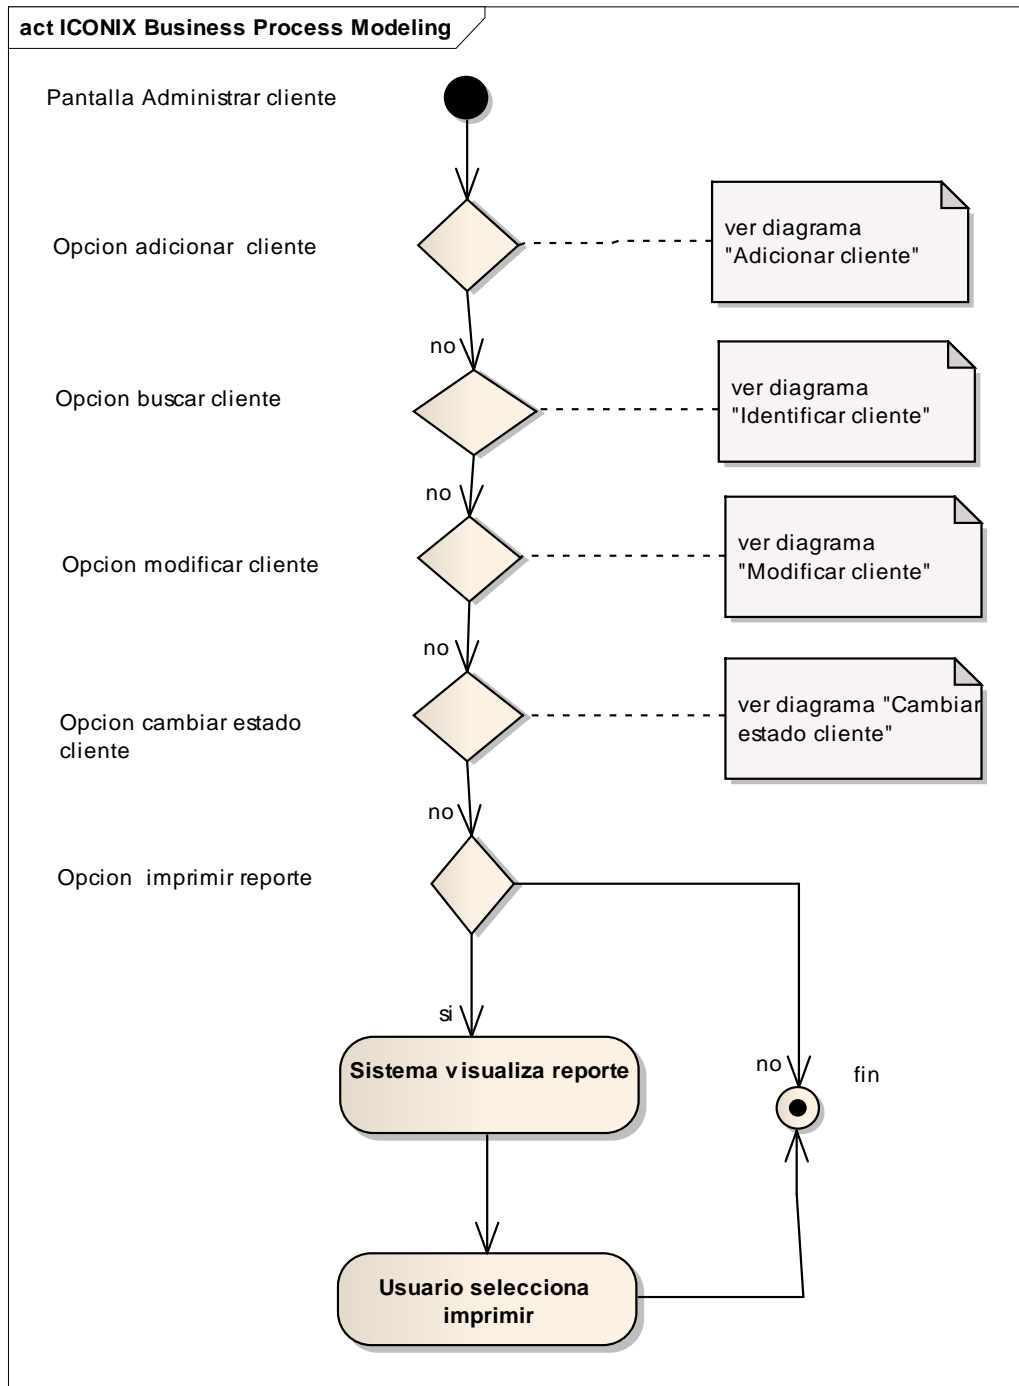 act ICONIX Business Process Modeling
Pantalla Administrar cliente
Opcion adicionar cliente
ver diagrama
"Adicionar cliente"
no
Opcion buscar cliente
ver diagrama
"Identificar cliente"
no
Opcion modificar cliente
ver diagrama
"Modificar cliente"
no
Opcion cambiar estado
cliente
ver diagrama "Cambiar
estado cliente"
no
Opcion imprimir reporte
si
Sistema visualiza reporte
no
fin
Usuario selecciona
imprimir